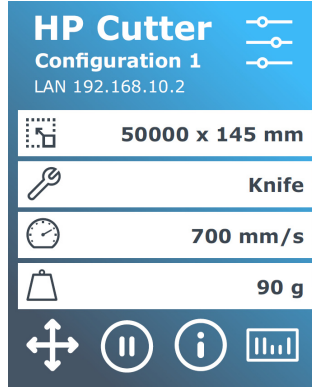 HP Cutter
Configuration 1
LAN 192.168.10.2
50000 x 145 mm
Knife
700 mm/s
90 g